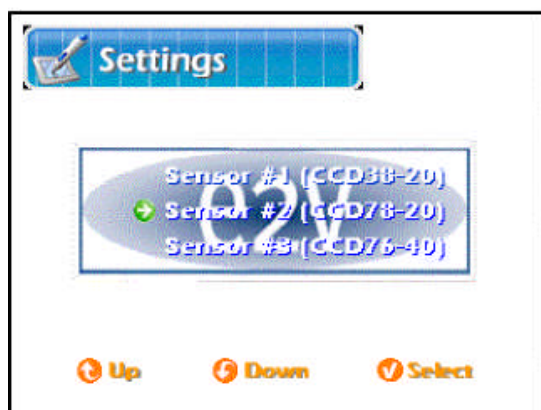 Settings
Sensor #1 (CCD38-20)
Sensor #2 (CCD78-20)
Sensor #3 (CCD76-40)
e2v
Up Down Select